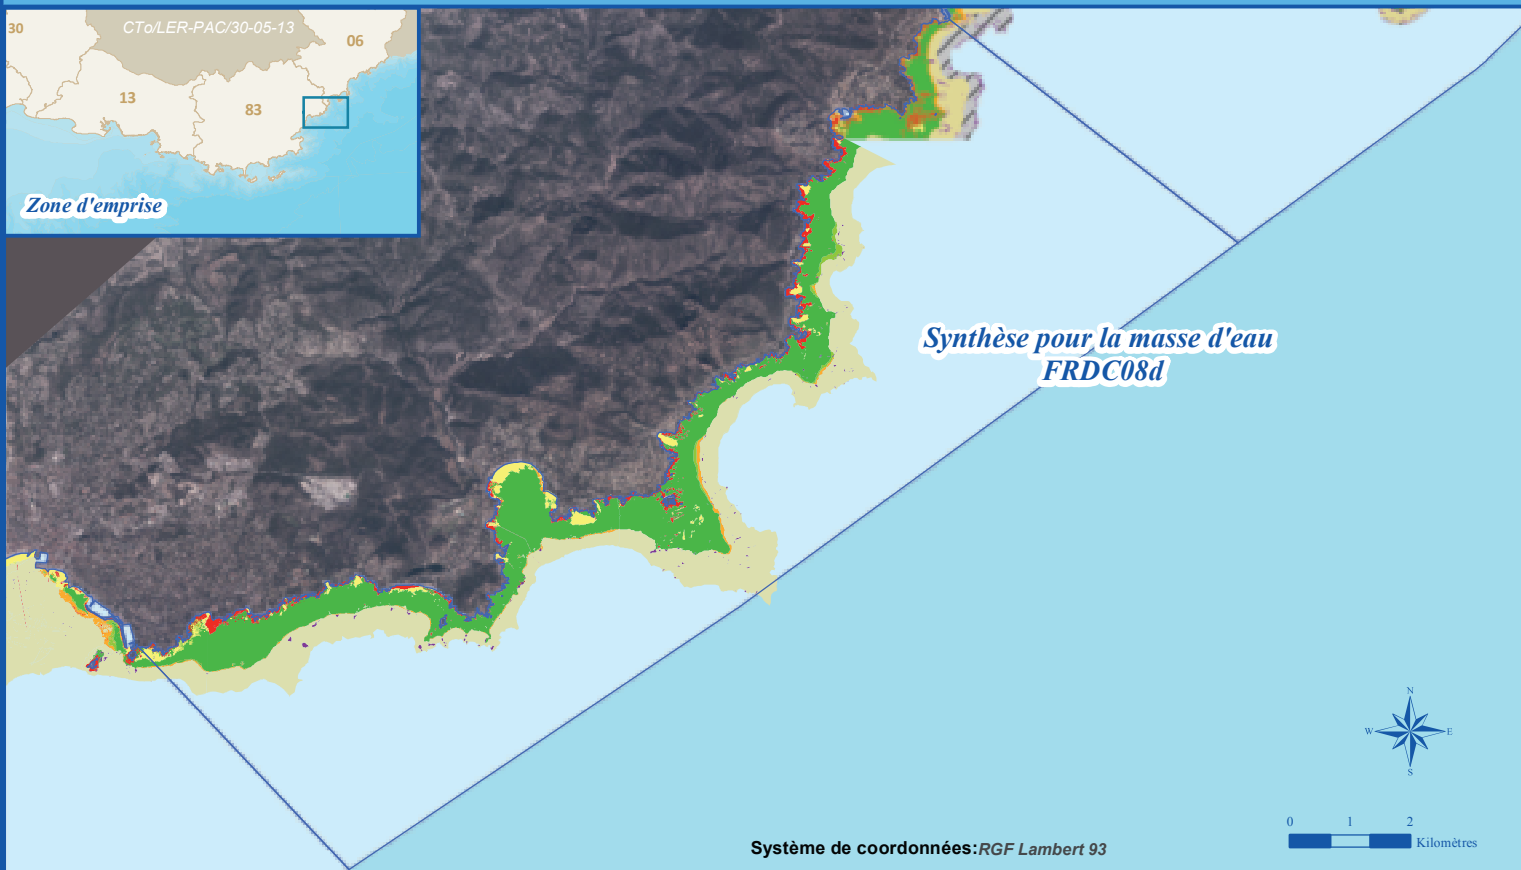 CTo/LER-PAC/30-05-13
30
06
13
83
Zone d'emprise
Synthèse pour la masse d'eau
FRDC08d
N
W
E
S
0 1 2
Kilomètres
Système de coordonnées: RGF Lambert 93